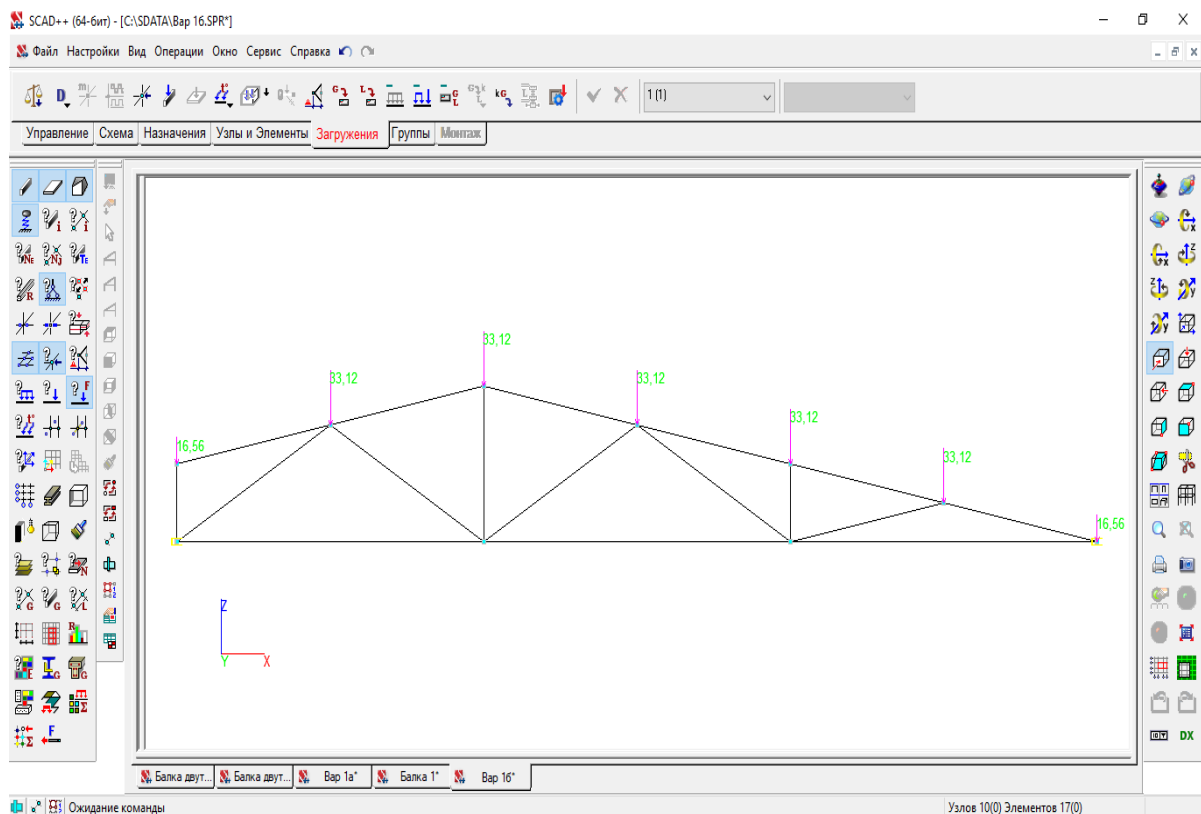 SCAD++ (64-бит) - [C:\SDATA\Вар 16.SPR*]
Файл Настройки Вид Операции Окно Сервис Справка
1 (1)
Управление Схема Назначения Узлы и Элементы Загружения Группы Монтаж
33,12
33,12
33,12
33,12
16,56
33,12
16,56
Z
Y
X
DX
Балка двут... Балка двут... Вар 1а* Балка 1* Вар 16*
Ожидание команды
Узлов 10(0) Элементов 17(0)